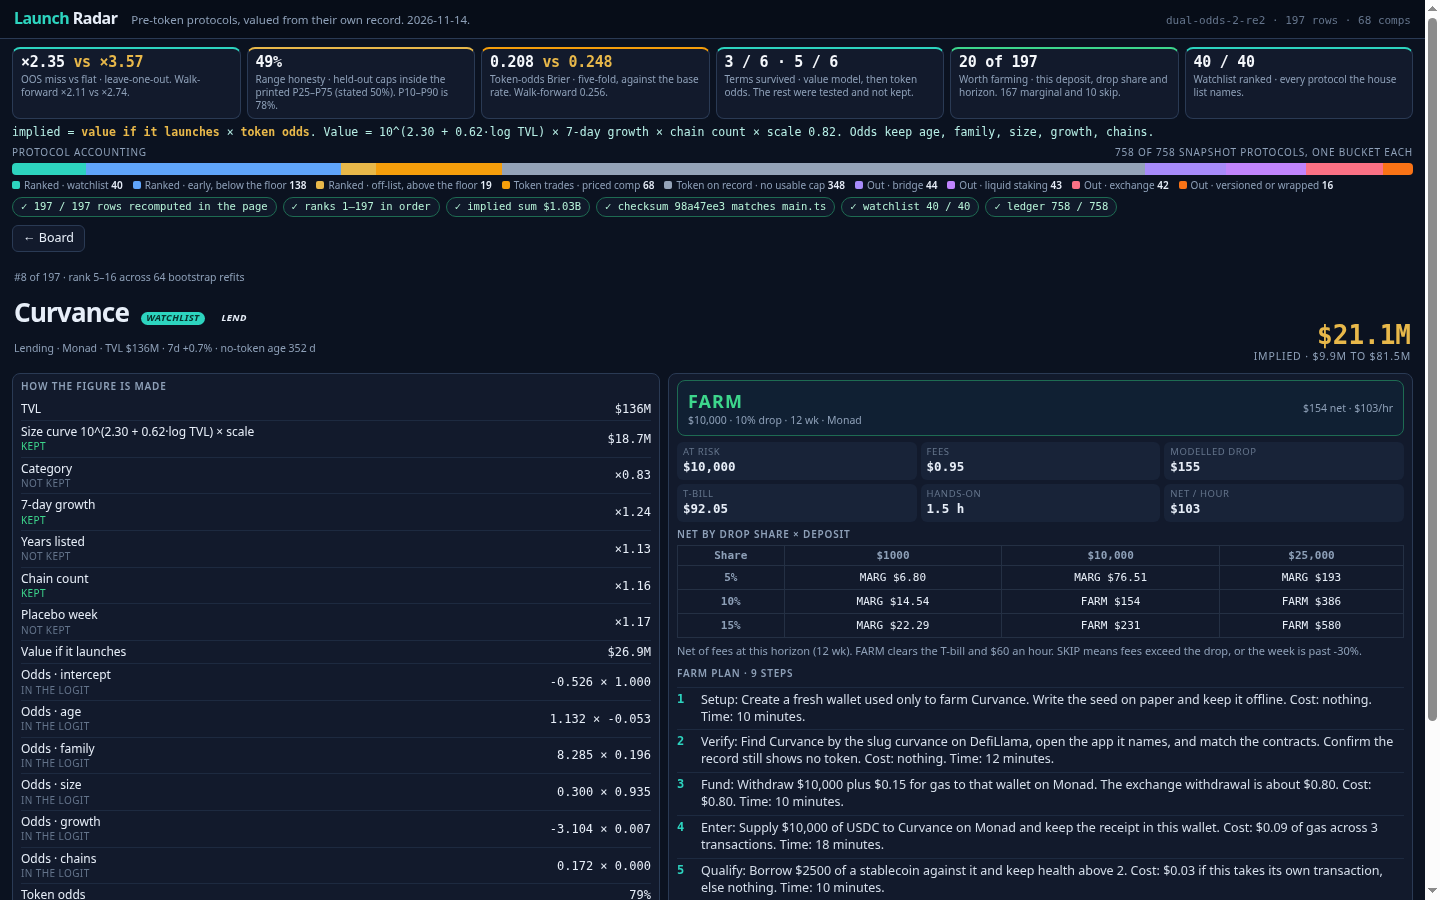 Launch Radar Pre-token protocols, valued from their own record. 2026-11-14. dual-odds-2-re2 · 197 rows · 68 comps
×2.35 vs ×3.57
OOS miss vs flat · leave-one-out. Walk-
forward ×2.11 vs ×2.74.
49%
Range honesty · held-out caps inside the
printed P25–P75 (stated 50%). P10–P90 is
78%.
0.208 vs 0.248
Token-odds Brier · five-fold, against the base
rate. Walk-forward 0.256.
3 / 6 · 5 / 6
Terms survived · value model, then token
odds. The rest were tested and not kept.
20 of 197
Worth farming · this deposit, drop share and
horizon. 167 marginal and 10 skip.
40 / 40
Watchlist ranked · every protocol the house
list names.
implied = value if it launches × token odds. Value = 10^(2.30 + 0.62·log TVL) × 7-day growth × chain count × scale 0.82. Odds keep age, family, size, growth, chains.
PROTOCOL ACCOUNTING 758 OF 758 SNAPSHOT PROTOCOLS, ONE BUCKET EACH
Ranked · watchlist 40 Ranked · early, below the floor 138 Ranked · off-list, above the floor 19 Token trades · priced comp 68 Token on record · no usable cap 348 Out · bridge 44 Out · liquid staking 43 Out · exchange 42 Out · versioned or wrapped 16
✓ 197 / 197 rows recomputed in the page ✓ ranks 1–197 in order ✓ implied sum $1.03B ✓ checksum 98a47ee3 matches main.ts ✓ watchlist 40 / 40 ✓ ledger 758 / 758
← Board
#8 of 197 · rank 5–16 across 64 bootstrap refits
Curvance WATCHLIST LEND
Lending · Monad · TVL $136M · 7d +0.7% · no-token age 352 d
$21.1M
IMPLIED · $9.9M TO $81.5M
HOW THE FIGURE IS MADE
TVL $136M
Size curve 10^(2.30 + 0.62·log TVL) × scale $18.7M
KEPT
Category ×0.83
NOT KEPT
7-day growth ×1.24
KEPT
Years listed ×1.13
NOT KEPT
Chain count ×1.16
KEPT
Placebo week ×1.17
NOT KEPT
Value if it launches $26.9M
Odds · intercept -0.526 × 1.000
IN THE LOGIT
Odds · age 1.132 × -0.053
IN THE LOGIT
Odds · family 8.285 × 0.196
IN THE LOGIT
Odds · size 0.300 × 0.935
IN THE LOGIT
Odds · growth -3.104 × 0.007
IN THE LOGIT
Odds · chains 0.172 × 0.000
IN THE LOGIT
Token odds 79%
FARM
$10,000 · 10% drop · 12 wk · Monad
$154 net · $103/hr
AT RISK
$10,000
FEES
$0.95
MODELLED DROP
$155
T-BILL
$92.05
HANDS-ON
1.5 h
NET / HOUR
$103
NET BY DROP SHARE × DEPOSIT
Share $1000 $10,000 $25,000
5% MARG $6.80 MARG $76.51 MARG $193
10% MARG $14.54 FARM $154 FARM $386
15% MARG $22.29 FARM $231 FARM $580
Net of fees at this horizon (12 wk). FARM clears the T-bill and $60 an hour. SKIP means fees exceed the drop, or the week is past -30%.
FARM PLAN · 9 STEPS
1 Setup: Create a fresh wallet used only to farm Curvance. Write the seed on paper and keep it offline. Cost: nothing.
Time: 10 minutes.
2 Verify: Find Curvance by the slug curvance on DefiLlama, open the app it names, and match the contracts. Confirm the
record still shows no token. Cost: nothing. Time: 12 minutes.
3 Fund: Withdraw $10,000 plus $0.15 for gas to that wallet on Monad. The exchange withdrawal is about $0.80. Cost:
$0.80. Time: 10 minutes.
4 Enter: Supply $10,000 of USDC to Curvance on Monad and keep the receipt in this wallet. Cost: $0.09 of gas across 3
transactions. Time: 18 minutes.
5 Qualify: Borrow $2500 of a stablecoin against it and keep health above 2. Cost: $0.03 if this takes its own transaction,
else nothing. Time: 10 minutes.